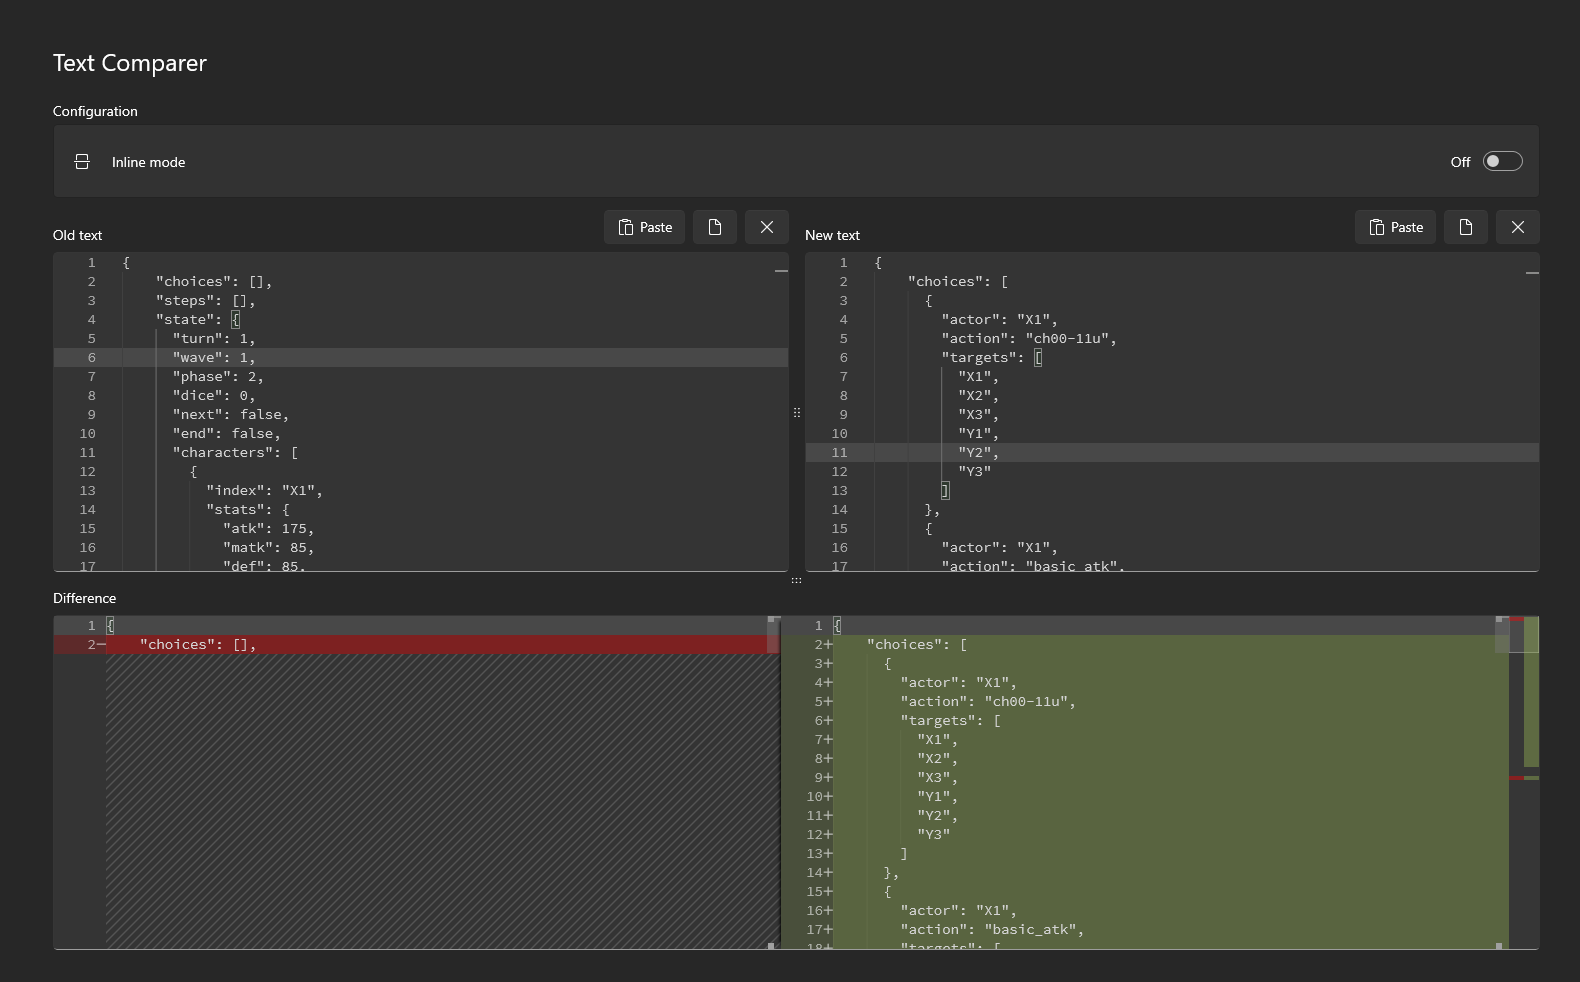 Text Comparer
Configuration
Inline mode
Off
Old text
Paste
1 {
2 "choices": [],
3 "steps": [],
4 "state": {
5 "turn": 1,
6 "wave": 1,
7 "phase": 2,
8 "dice": 0,
9 "next": false,
10 "end": false,
11 "characters": [
12 {
13 "index": "X1",
14 "stats": {
15 "atk": 175,
16 "matk": 85,
17 "def": 85,
New text
Paste
1 {
2 "choices": [
3 {
4 "actor": "X1",
5 "action": "ch00-11u",
6 "targets": [
7 "X1",
8 "X2",
9 "X3",
10 "Y1",
11 "Y2",
12 "Y3"
13 ]
14 },
15 {
16 "actor": "X1",
17 "action": "basic_atk",
Difference
1 {
2- "choices": [],
1 {
2+ "choices": [
3+ {
4+ "actor": "X1",
5+ "action": "ch00-11u",
6+ "targets": [
7+ "X1",
8+ "X2",
9+ "X3",
10+ "Y1",
11+ "Y2",
12+ "Y3"
13+ ]
14+ },
15+ {
16+ "actor": "X1",
17+ "action": "basic_atk",
18+ "targets": [